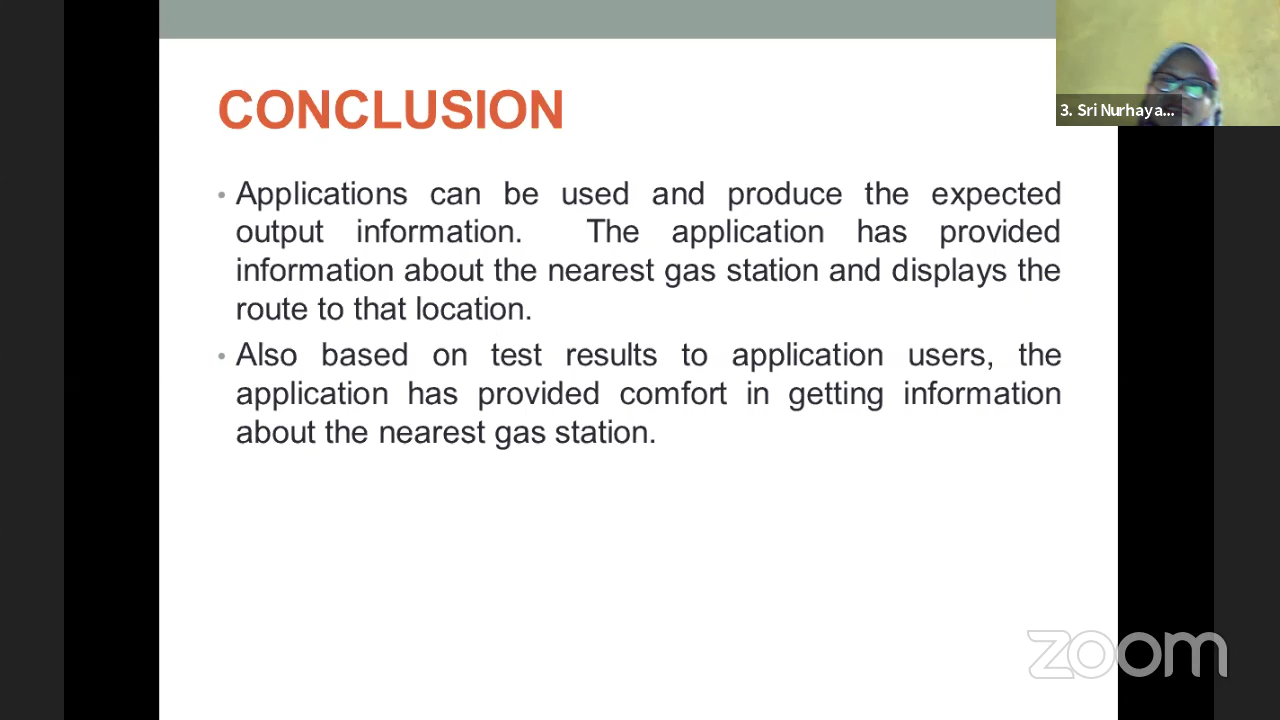 CONCLUSION
3. Sri Nurhaya...
• Applications can be used and produce the expected
output information. The application has provided
information about the nearest gas station and displays the
route to that location.
• Also based on test results to application users, the
application has provided comfort in getting information
about the nearest gas station.
zoom